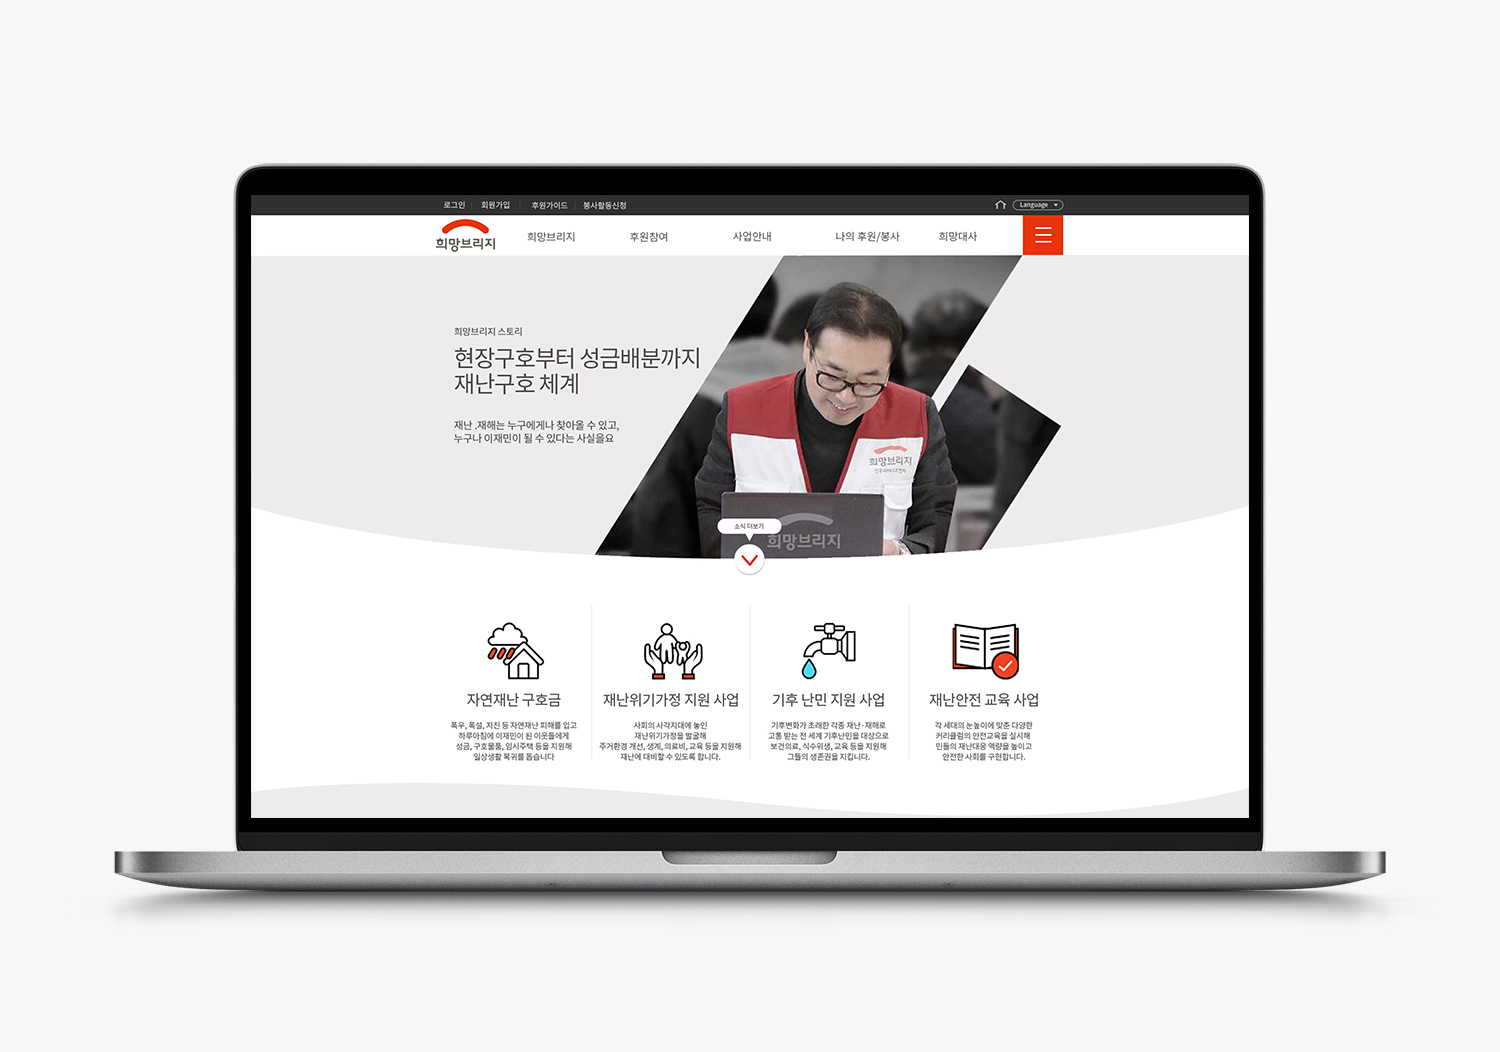 로그인
회원가입
후원가이드
봉사활동신청
Language
희망브리지
희망브리지
후원참여
사업안내
나의 후원/봉사
희망대사
희망브리지 스토리
현장구호부터 성금배분까지
재난구호 체계
재난 .재해는 누구에게나 찾아올 수 있고,
누구나 이재민이 될 수 있다는 사실을요
희망브리지
소식 더보기
희망브리지
자연재난 구호금
폭우, 폭설, 지진 등 자연재난 피해를 입고
하루아침에 이재민이 된 이웃들에게
성금, 구호물품, 임시주택 등을 지원해
일상생활 복귀를 돕습니다
재난위기가정 지원 사업
사회의 사각지대에 놓인
재난위기가정을 발굴해
주거환경 개선, 생계, 의료비, 교육 등을 지원해
재난에 대비할 수 있도록 합니다.
기후 난민 지원 사업
기후변화가 초래한 각종 재난·재해로
고통 받는 전 세계 기후난민을 대상으로
보건의료, 식수위생, 교육 등을 지원해
그들의 생존권을 지킵니다.
재난안전 교육 사업
각 세대의 눈높이에 맞춘 다양한
커리큘럼의 안전교육을 실시해
민들의 재난대응 역량을 높이고
안전한 사회를 구현합니다.